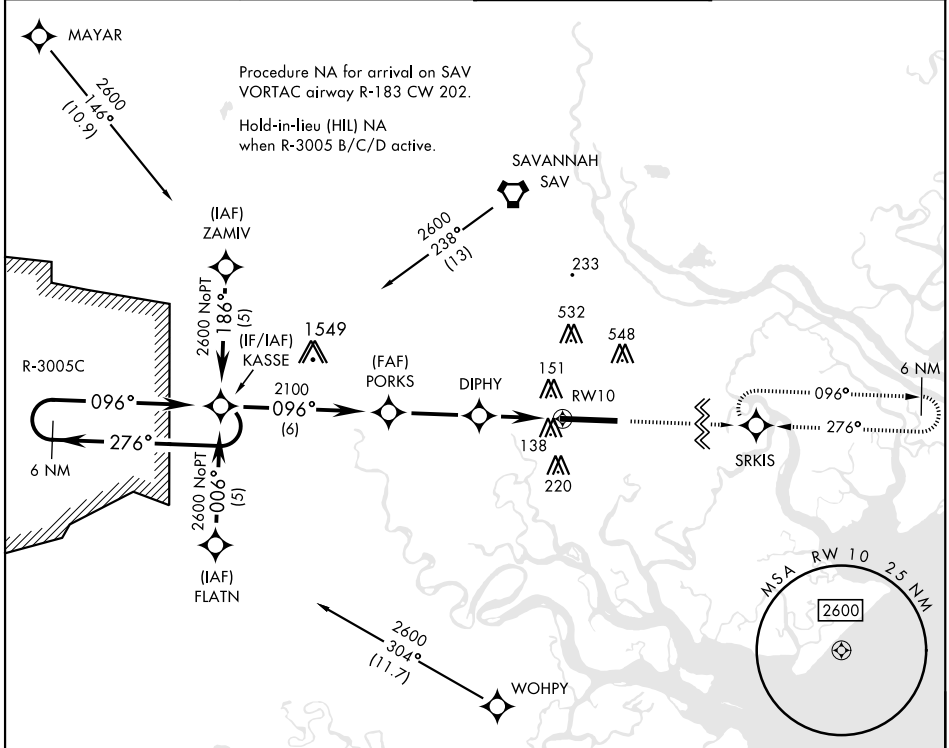 MAYAR
2600
146°
(10.9)
Procedure NA for arrival on SAV
VORTAC airway R-183 CW 202.
Hold-in-lieu (HIL) NA
when R-3005 B/C/D active.
SAVANNAH
SAV
2600
238°
(13)
(IAF)
ZAMIV
2600 NoPT
186°
(5)
233
532
548
(IF/IAF)
KASSE
1549
R-3005C
(FAF)
PORKS
DIPHY
151
RW10
6 NM
096°
2100
096°
(6)
096°
276°
276°
6 NM
138
220
SRKIS
2600 NoPT
006°
(5)
(IAF)
FLATN
MSA RW 10 25 NM
2600
2600
304°
(11.7)
WOHPY